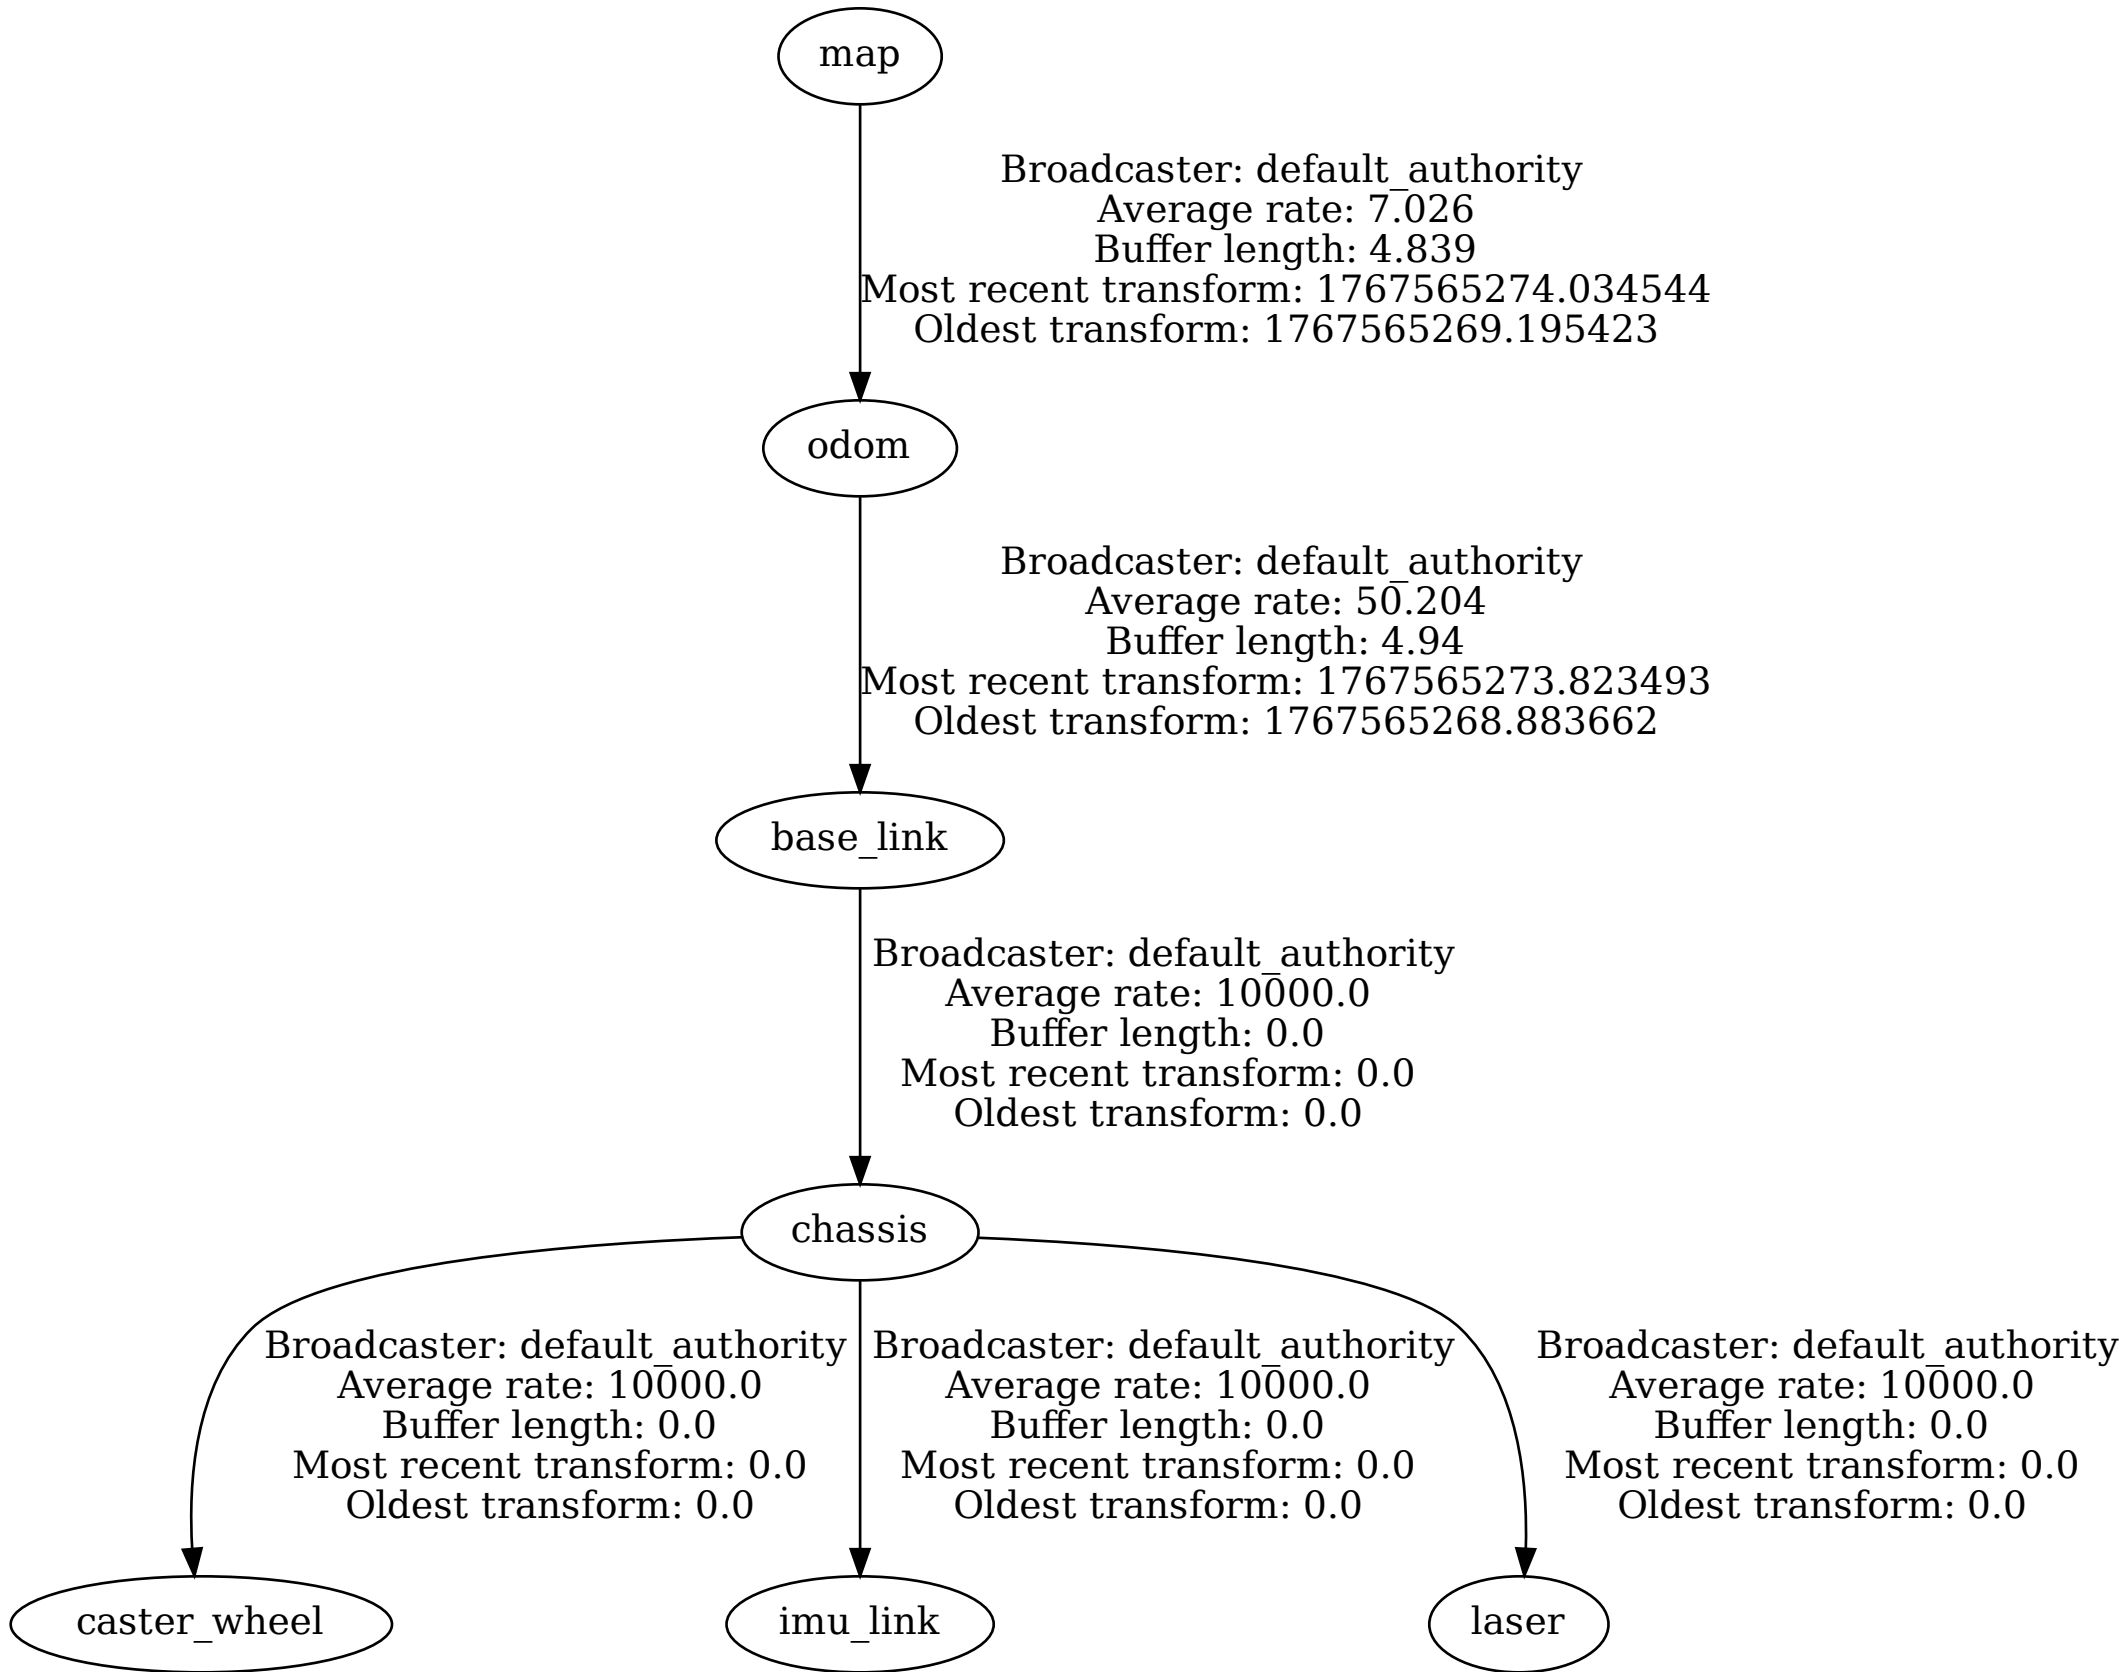 map
Broadcaster: default_authority
Average rate: 7.026
Buffer length: 4.839
Most recent transform: 1767565274.034544
Oldest transform: 1767565269.195423
odom
Broadcaster: default_authority
Average rate: 50.204
Buffer length: 4.94
Most recent transform: 1767565273.823493
Oldest transform: 1767565268.883662
base_link
Broadcaster: default_authority
Average rate: 10000.0
Buffer length: 0.0
Most recent transform: 0.0
Oldest transform: 0.0
chassis
Broadcaster: default_authority
Average rate: 10000.0
Buffer length: 0.0
Most recent transform: 0.0
Oldest transform: 0.0
Broadcaster: default_authority
Average rate: 10000.0
Buffer length: 0.0
Most recent transform: 0.0
Oldest transform: 0.0
Broadcaster: default_authority
Average rate: 10000.0
Buffer length: 0.0
Most recent transform: 0.0
Oldest transform: 0.0
caster_wheel
imu_link
laser